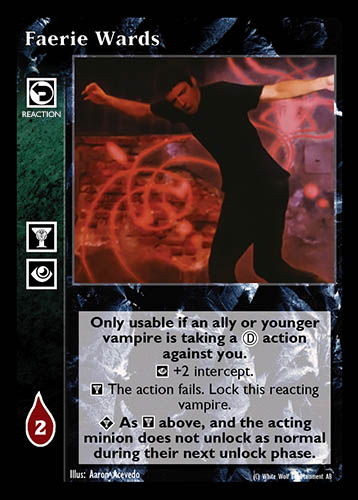 Faerie Wards
REACTION
Only usable if an ally or younger
vampire is taking a Ⓓ action
against you.
+2 intercept.
The action fails. Lock this reacting
vampire.
As above, and the acting
minion does not unlock as normal
during their next unlock phase.
2
Illus: Aaron Acevedo
(C) White Wolf Entertainment AB